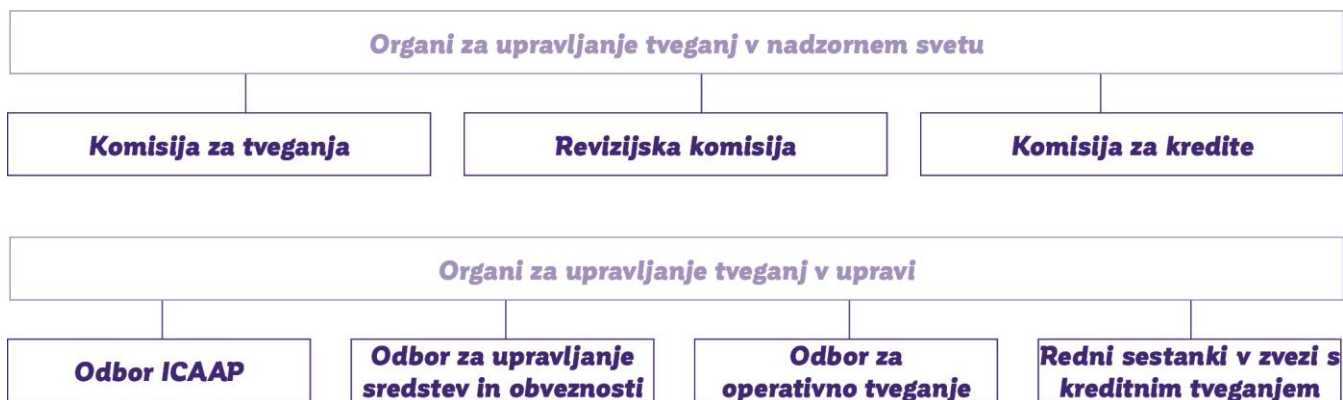 Organi za upravljanje tveganj v nadzornem svetu
Komisija za tveganja
Revizijska komisija
Komisija za kredite
Organi za upravljanje tveganj v upravi
Odbor ICAAP
Odbor za upravljanje
sredstev in obveznosti
Odbor za
operativno tveganje
Redni sestanki v zvezi s
kreditnim tveganjem